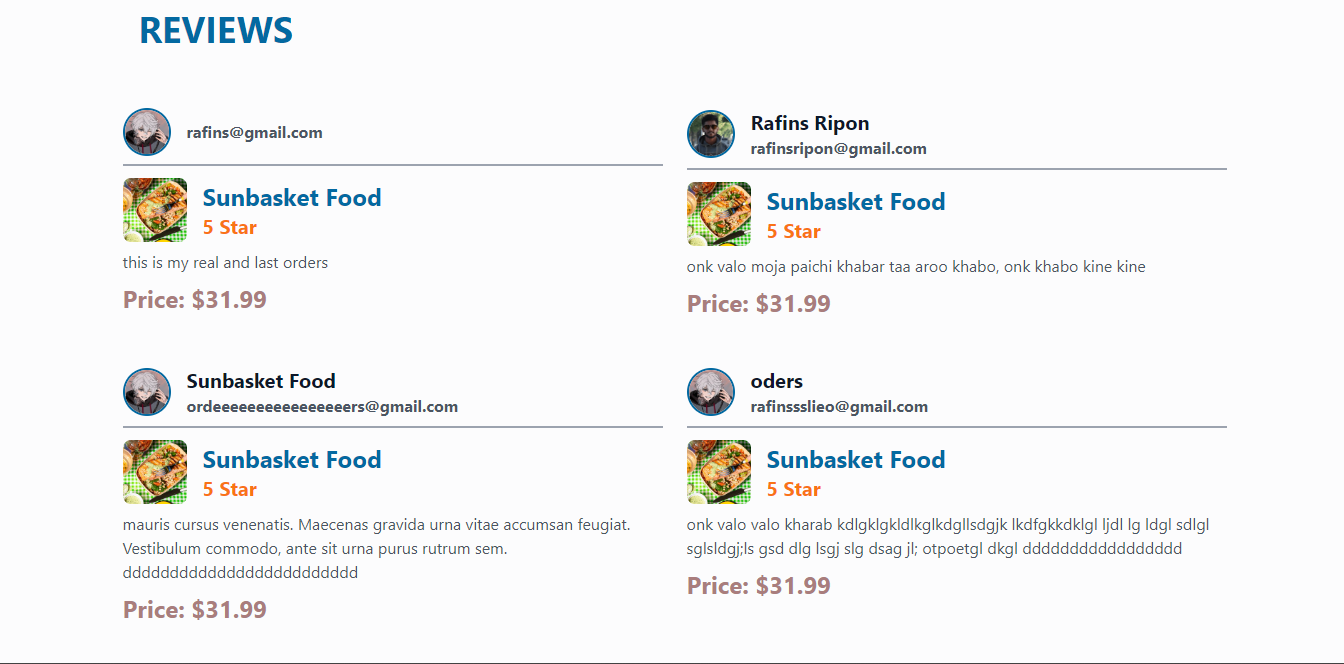 REVIEWS
rafins@gmail.com
Sunbasket Food
5 Star
this is my real and last orders
Price: $31.99
Rafins Ripon
rafinsripon@gmail.com
Sunbasket Food
5 Star
onk valo moja paichi khabar taa aroo khabo, onk khabo kine kine
Price: $31.99
Sunbasket Food
ordeeeeeeeeeeeeeeeers@gmail.com
Sunbasket Food
5 Star
mauris cursus venenatis. Maecenas gravida urna vitae accumsan feugiat.
Vestibulum commodo, ante sit urna purus rutrum sem.
ddddddddddddddddddddddddd
Price: $31.99
oders
rafinssslieo@gmail.com
Sunbasket Food
5 Star
onk valo valo kharab kdlgklgkldlkglkdgllsdgjk lkdfgkkdklgl ljdl lg ldgl sdlgl
sglsldgj;ls gsd dlg lsgj slg dsag jl; otpoetgl dkgl ddddddddddddddddd
Price: $31.99